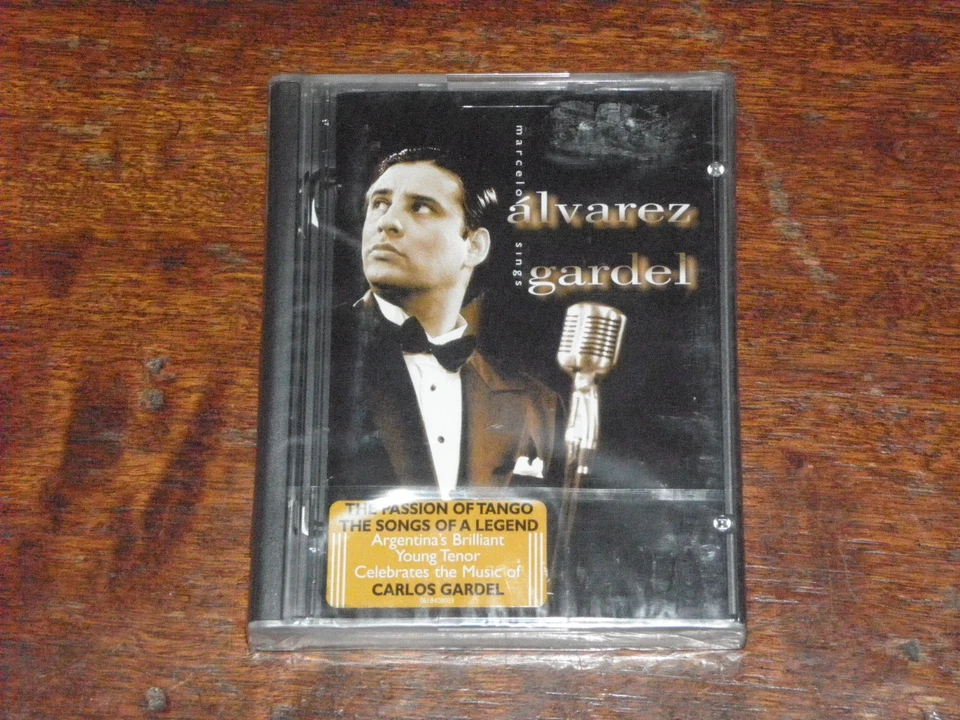 marcelo
álvarez
sings
gardel
THE PASSION OF TANGO
THE SONGS OF A LEGEND
Argentina's Brilliant
Young Tenor
Celebrates the Music of
CARLOS GARDEL